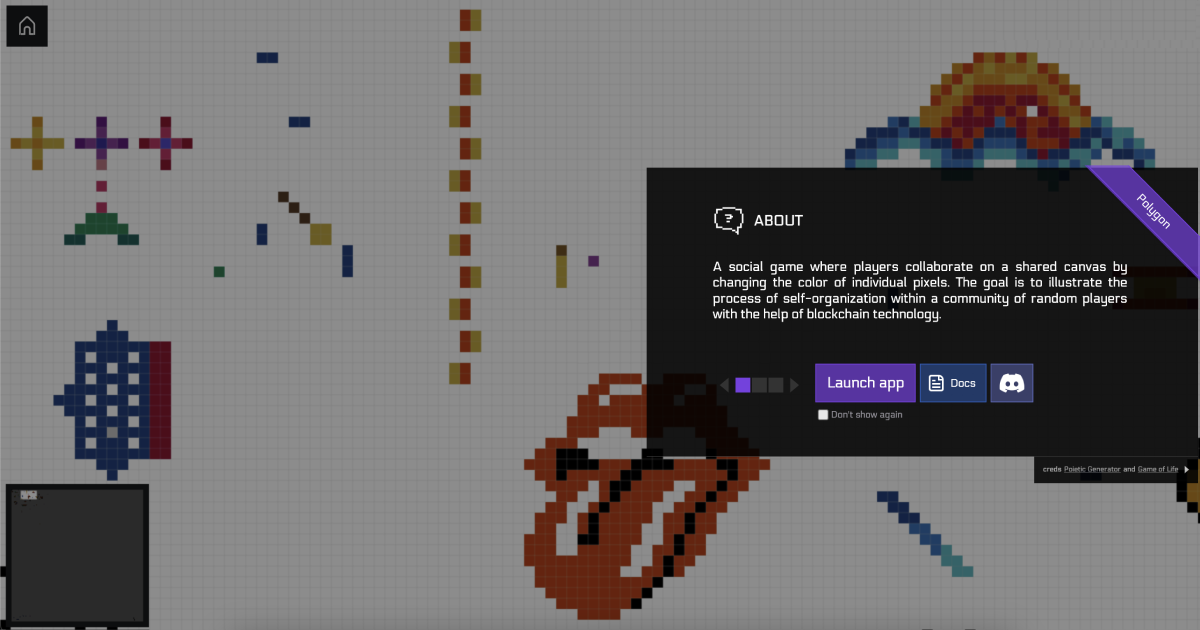 Polygon
ABOUT
A social game where players collaborate on a shared canvas by
changing the color of individual pixels. The goal is to illustrate the
process of self-organization within a community of random players
with the help of blockchain technology.
Launch app
Docs
Don't show again
creds Poietic Generator and Game of Life